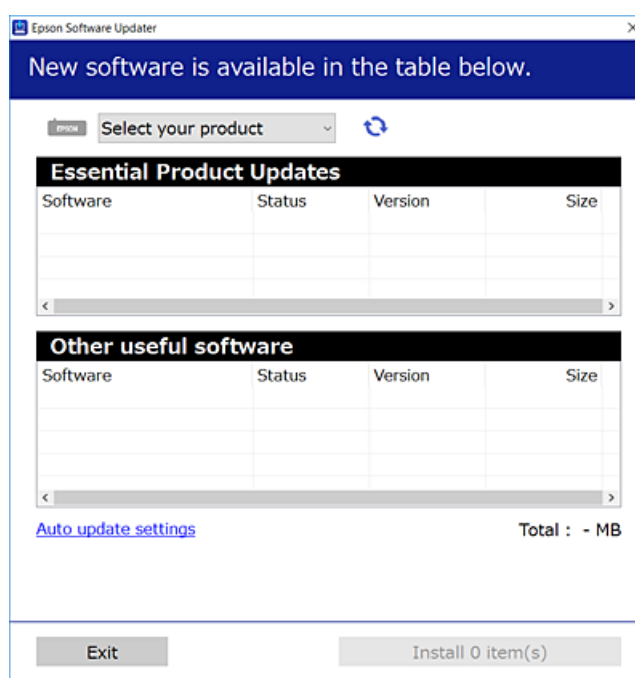 Epson Software Updater
New software is available in the table below.
EPSON Select your product
Essential Product Updates
Software Status Version Size
Other useful software
Software Status Version Size
Auto update settings Total : - MB
Exit Install 0 item(s)